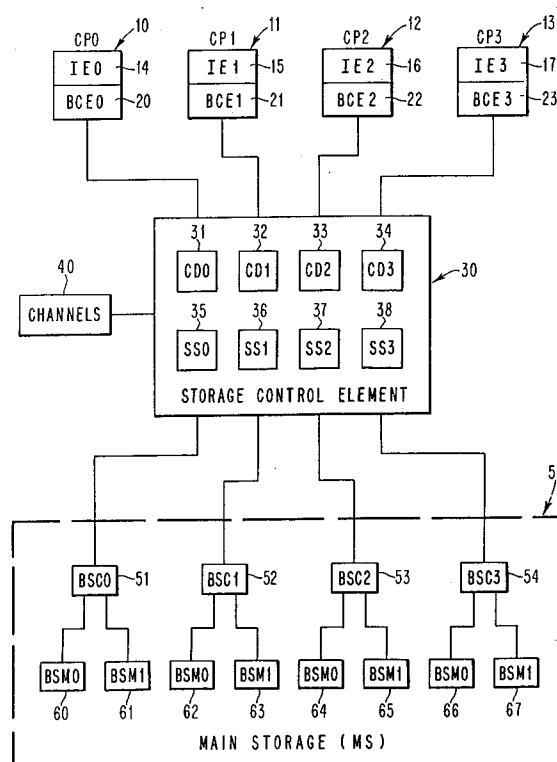 CP0 10 CP1 11 CP2 12 CP3 13
IE0 14 IE1 15 IE2 16 IE3 17
BCE0 20 BCE1 21 BCE2 22 BCE3 23
31 32 33 34
CD0 CD1 CD2 CD3 30
40
CHANNELS
35 36 37 38
SS0 SS1 SS2 SS3
STORAGE CONTROL ELEMENT
5
BSC0 51 BSC1 52 BSC2 53 BSC3 54
BSM0 BSM1 BSM0 BSM1 BSM0 BSM1 BSM0 BSM1
60 61 62 63 64 65 66 67
MAIN STORAGE (MS)